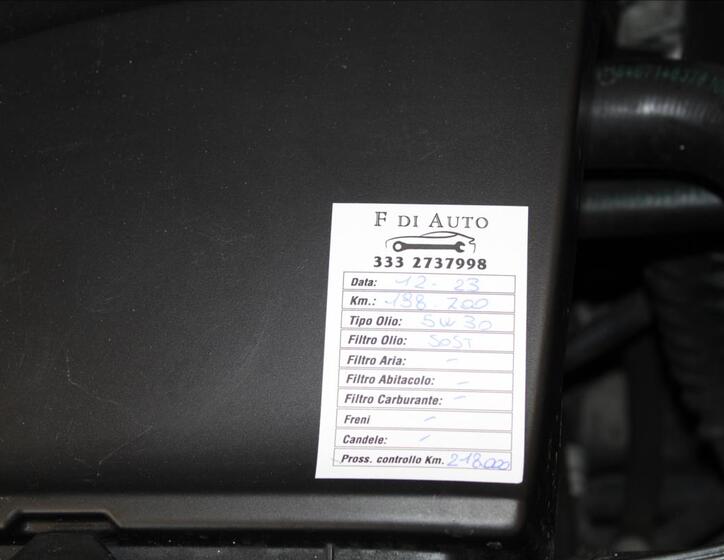 F DI AUTO
333 2737998
Data: 12 - 23
Km.: 198.200
Tipo Olio: 5W30
Filtro Olio: SOST
Filtro Aria: -
Filtro Abitacolo: -
Filtro Carburante: -
Freni -
Candele: -
Pross. controllo Km. 218.000